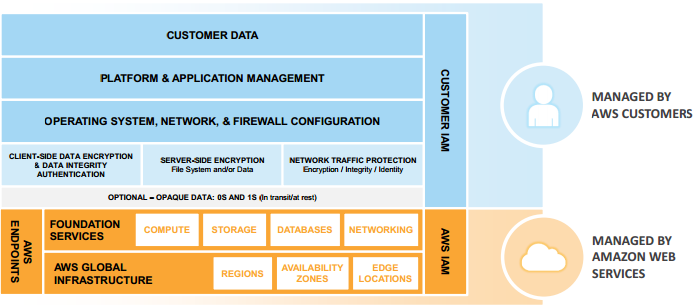 CUSTOMER DATA
PLATFORM & APPLICATION MANAGEMENT
OPERATING SYSTEM, NETWORK, & FIREWALL CONFIGURATION
CLIENT-SIDE DATA ENCRYPTION
& DATA INTEGRITY
AUTHENTICATION
SERVER-SIDE ENCRYPTION
File System and/or Data
NETWORK TRAFFIC PROTECTION
Encryption / Integrity / Identity
OPTIONAL – OPAQUE DATA: 0S AND 1S (In transit/at rest)
CUSTOMER IAM
MANAGED BY
AWS CUSTOMERS
AWS
ENDPOINTS
FOUNDATION
SERVICES
COMPUTE
STORAGE
DATABASES
NETWORKING
AWS GLOBAL
INFRASTRUCTURE
REGIONS
AVAILABILITY
ZONES
EDGE
LOCATIONS
AWS IAM
MANAGED BY
AMAZON WEB
SERVICES